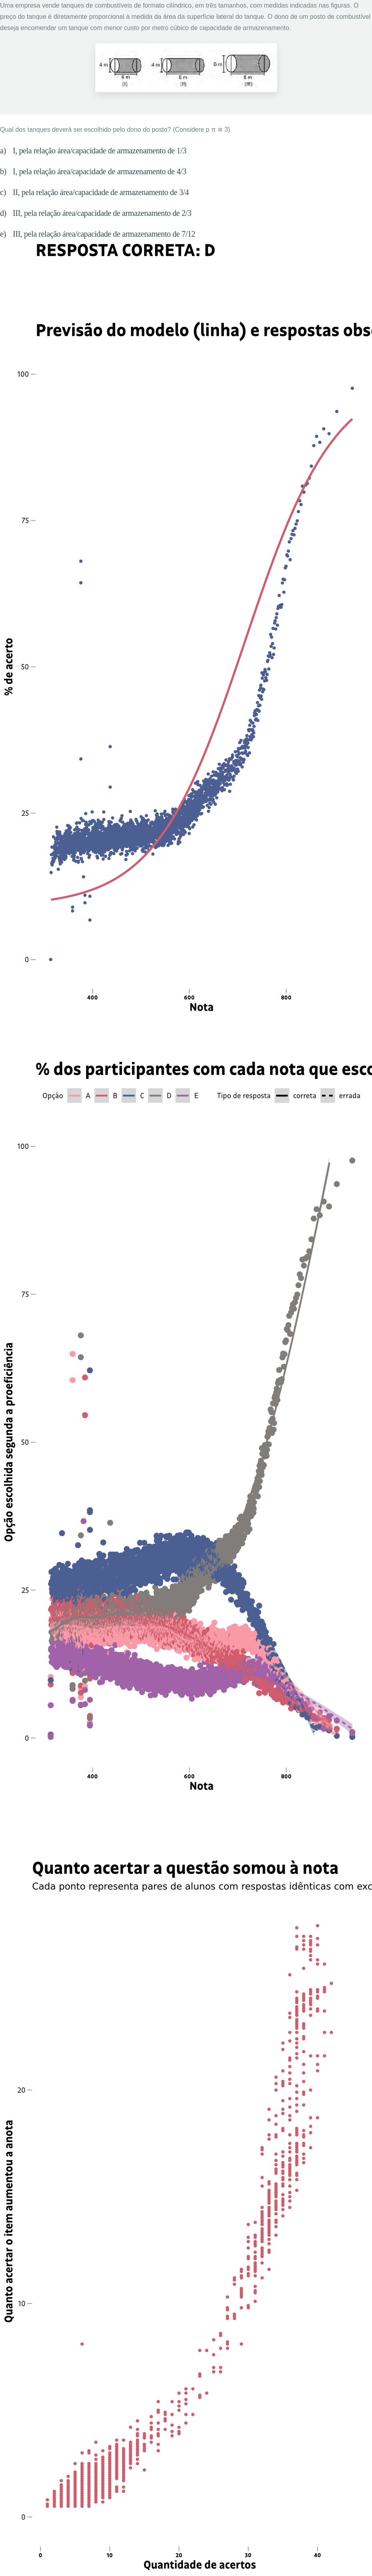 Uma empresa vende tanques de combustíveis de formato cilíndrico, em três tamanhos, com medidas indicadas nas figuras. O
preço do tanque é diretamente proporcional à medida da área da superfície lateral do tanque. O dono de um posto de combustível
deseja encomendar um tanque com menor custo por metro cúbico de capacidade de armazenamento.
4 m
6 m
(I)
4 m
8 m
(II)
6 m
8 m
(III)
Qual dos tanques deverá ser escolhido pelo dono do posto? (Considere p π ≅ 3)
a) I, pela relação área/capacidade de armazenamento de 1/3
b) I, pela relação área/capacidade de armazenamento de 4/3
c) II, pela relação área/capacidade de armazenamento de 3/4
d) III, pela relação área/capacidade de armazenamento de 2/3
e) III, pela relação área/capacidade de armazenamento de 7/12
RESPOSTA CORRETA: D
Previsão do modelo (linha) e respostas obs
100
75
50
25
0
% de acerto
400 600 800
Nota
% dos participantes com cada nota que esco
Opção A B C D E Tipo de resposta correta errada
100
75
50
25
0
Opção escolhida segunda a proeficiência
400 600 800
Nota
Quanto acertar a questão somou à nota
Cada ponto representa pares de alunos com respostas idênticas com exc
20
10
0
Quanto acertar o item aumentou a anota
0 10 20 30 40
Quantidade de acertos